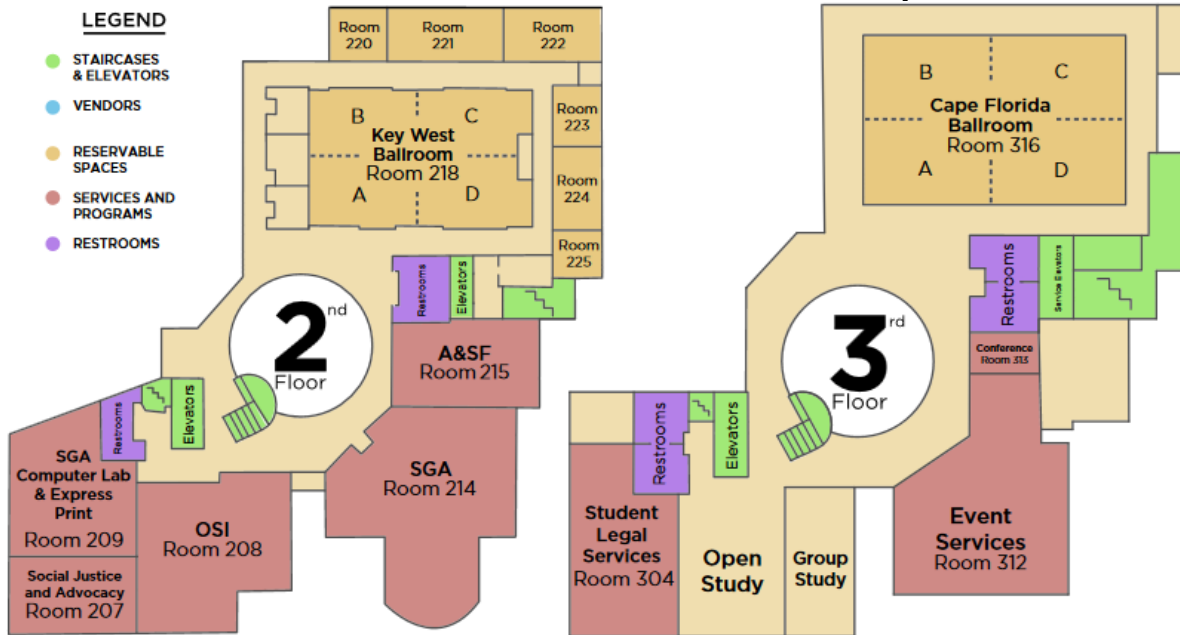 LEGEND
STAIRCASES
& ELEVATORS
VENDORS
RESERVABLE
SPACES
SERVICES AND
PROGRAMS
RESTROOMS
Room
220
Room
221
Room
222
B
C
Key West
Ballroom
Room 218
A
D
Room
223
Room
224
Room
225
Restrooms
Elevators
2nd
Floor
A&SF
Room 215
Restrooms
Elevators
SGA
Computer Lab
& Express
Print
Room 209
OSI
Room 208
SGA
Room 214
Social Justice
and Advocacy
Room 207
B
C
Cape Florida
Ballroom
Room 316
A
D
Restrooms
Service Elevators
3rd
Floor
Conference
Room 313
Restrooms
Elevators
Student
Legal
Services
Room 304
Open
Study
Group
Study
Event
Services
Room 312